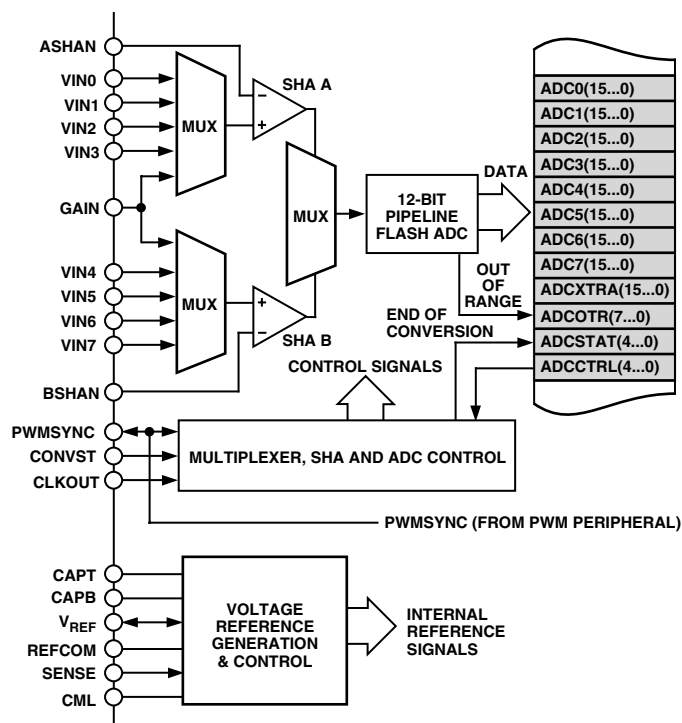 ASHAN
VIN0
VIN1
VIN2
VIN3
GAIN
VIN4
VIN5
VIN6
VIN7
BSHAN
PWMSYNC
CONVST
CLKOUT
CAPT
CAPB
VREF
REFCOM
SENSE
CML
MUX
MUX
SHA A
−
+
+
−
SHA B
MUX
12-BIT
PIPELINE
FLASH ADC
DATA
OUT
OF
RANGE
END OF
CONVERSION
CONTROL SIGNALS
ADC0(15...0)
ADC1(15...0)
ADC2(15...0)
ADC3(15...0)
ADC4(15...0)
ADC5(15...0)
ADC6(15...0)
ADC7(15...0)
ADCXTRA(15...0)
ADCOTR(7...0)
ADCSTAT(4...0)
ADCCTRL(4...0)
MULTIPLEXER, SHA AND ADC CONTROL
PWMSYNC (FROM PWM PERIPHERAL)
VOLTAGE
REFERENCE
GENERATION
& CONTROL
INTERNAL
REFERENCE
SIGNALS